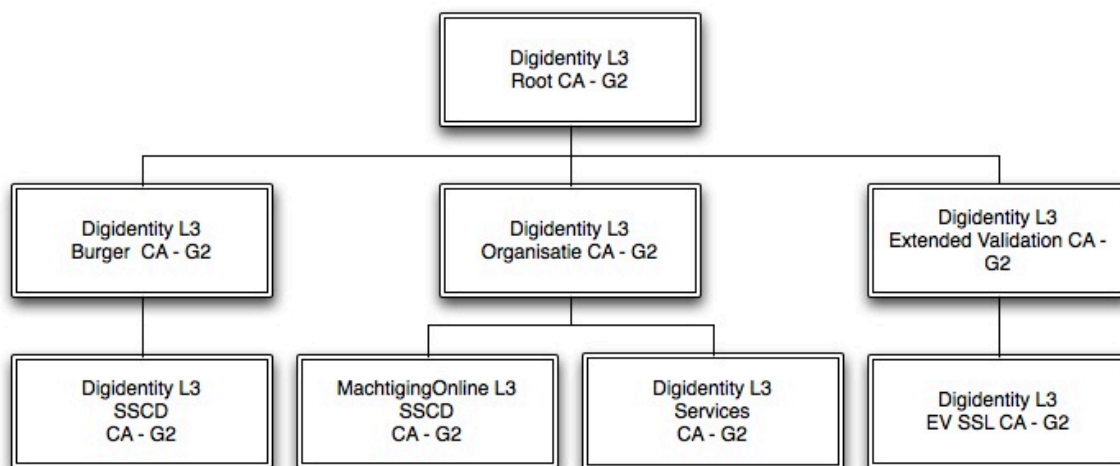 Digidentity L3
Root CA - G2
Digidentity L3
Burger CA - G2
Digidentity L3
Organisatie CA - G2
Digidentity L3
Extended Validation CA -
G2
Digidentity L3
SSCD
CA - G2
MachtigingOnline L3
SSCD
CA - G2
Digidentity L3
Services
CA - G2
Digidentity L3
EV SSL CA - G2